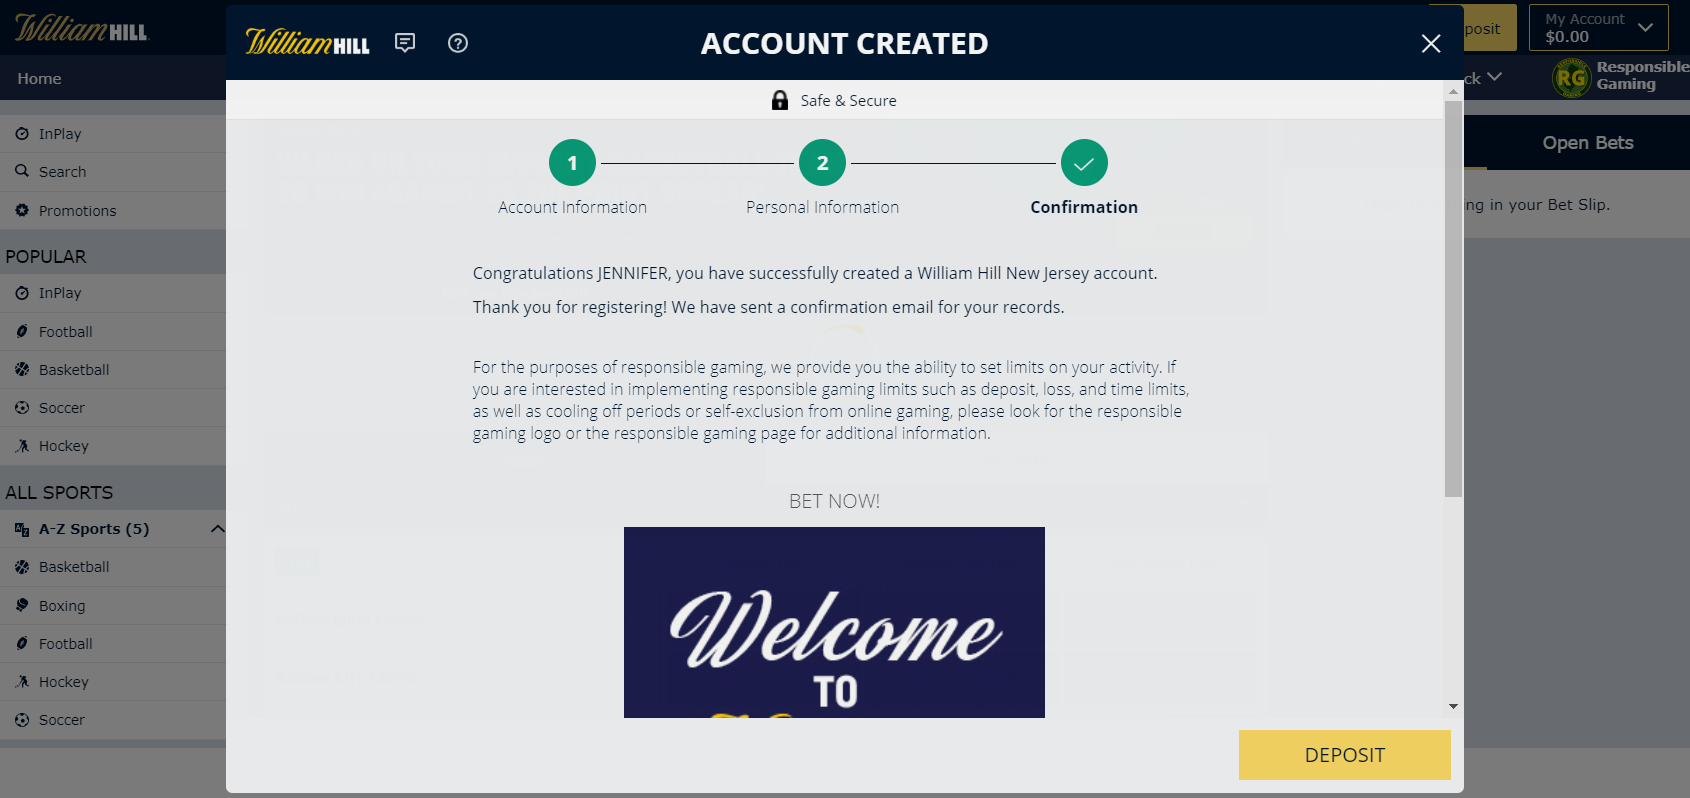 William HILL
Home
InPlay
Search
Promotions
POPULAR
InPlay
Football
Basketball
Soccer
Hockey
ALL SPORTS
A-Z Sports (5)
Basketball
Boxing
Football
Hockey
Soccer
William HILL
ACCOUNT CREATED
Safe & Secure
1
2
Account Information
Personal Information
Confirmation
Congratulations JENNIFER, you have successfully created a William Hill New Jersey account.
Thank you for registering! We have sent a confirmation email for your records.
For the purposes of responsible gaming, we provide you the ability to set limits on your activity. If
you are interested in implementing responsible gaming limits such as deposit, loss, and time limits,
as well as cooling off periods or self-exclusion from online gaming, please look for the responsible
gaming logo or the responsible gaming page for additional information.
BET NOW!
Welcome
TO
DEPOSIT
posit
My Account
$0.00
ck
RG
Responsible
Gaming
Open Bets
ng in your Bet Slip.